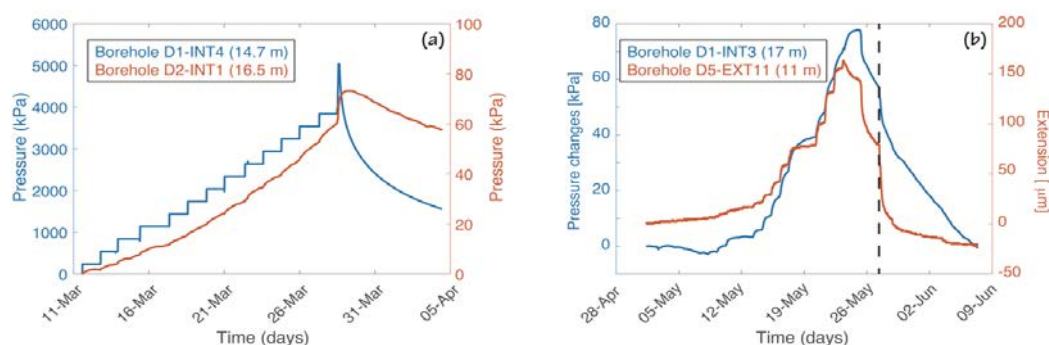 (a)
Borehole D1-INT4 (14.7 m)
Borehole D2-INT1 (16.5 m)
Pressure (kPa)
6000
5000
4000
3000
2000
1000
0
100
80
60
40
20
0
Pressure (kPa)
11-Mar
16-Mar
21-Mar
26-Mar
31-Mar
05-Apr
Time (days)
(b)
Borehole D1-INT3 (17 m)
Borehole D5-EXT11 (11 m)
Pressure changes [kPa]
80
60
40
20
0
200
150
100
50
0
-50
Extension [ μm]
28-Apr
05-May
12-May
19-May
26-May
02-Jun
09-Jun
Time (days)